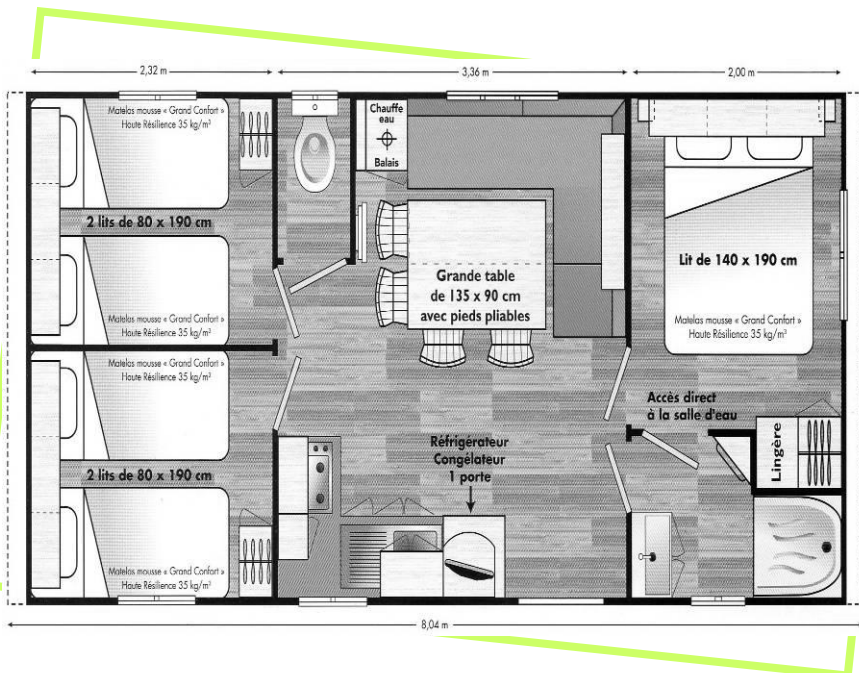 2,32 m
3,36 m
2,00 m
Matelas mousse « Grand Confort »
Haute Résilience 35 kg/m³
2 lits de 80 x 190 cm
Matelas mousse « Grand Confort »
Haute Résilience 35 kg/m³
Chauffe
eau
Balais
Grande table
de 135 x 90 cm
avec pieds pliables
Lit de 140 x 190 cm
Matelas mousse « Grand Confort »
Haute Résilience 35 kg/m³
Matelas mousse « Grand Confort »
Haute Résilience 35 kg/m³
2 lits de 80 x 190 cm
Matelas mousse « Grand Confort »
Haute Résilience 35 kg/m³
Réfrigérateur
Congélateur
1 porte
Accès direct
à la salle d'eau
Lingère
8,04 m